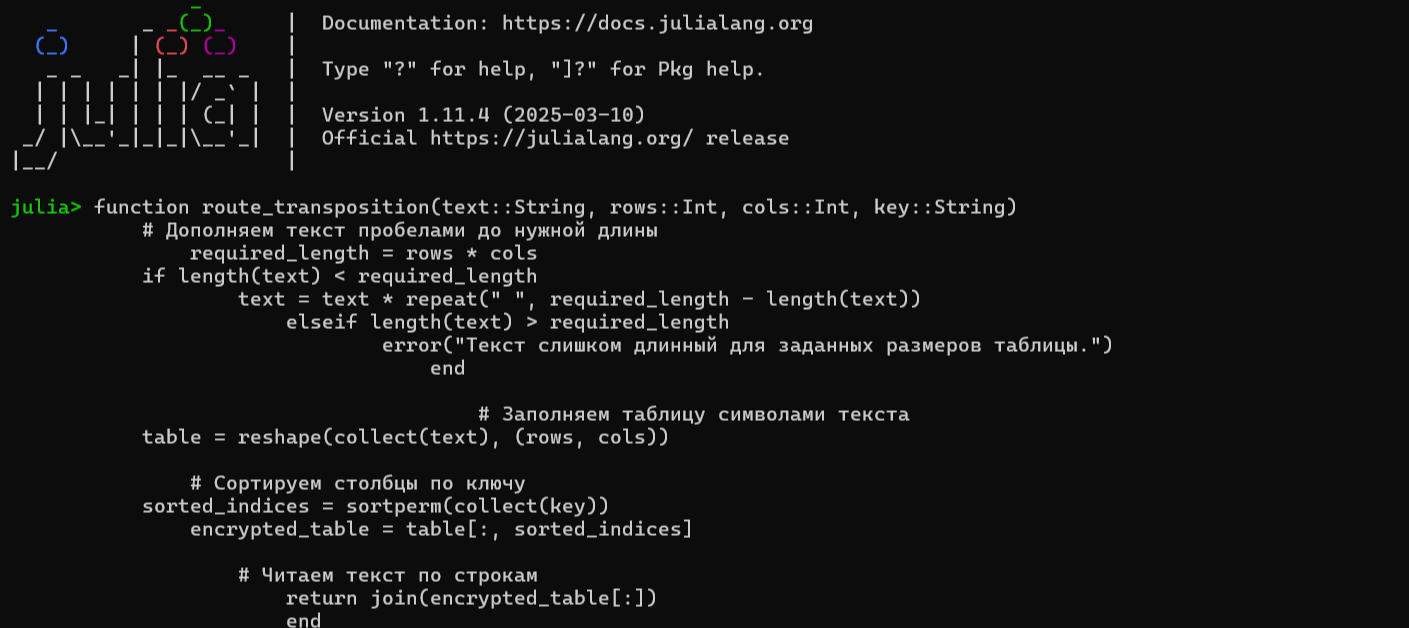 Documentation: https://docs.julialang.org
Type "?" for help, "]?" for Pkg help.
Version 1.11.4 (2025-03-10)
Official https://julialang.org/ release
julia> function route_transposition(text::String, rows::Int, cols::Int, key::String)
# Дополняем текст пробелами до нужной длины
required_length = rows * cols
if length(text) < required_length
text = text * repeat(" ", required_length - length(text))
elseif length(text) > required_length
error("Текст слишком длинный для заданных размеров таблицы.")
end
# Заполняем таблицу символами текста
table = reshape(collect(text), (rows, cols))
# Сортируем столбцы по ключу
sorted_indices = sortperm(collect(key))
encrypted_table = table[:, sorted_indices]
# Читаем текст по строкам
return join(encrypted_table[:])
end